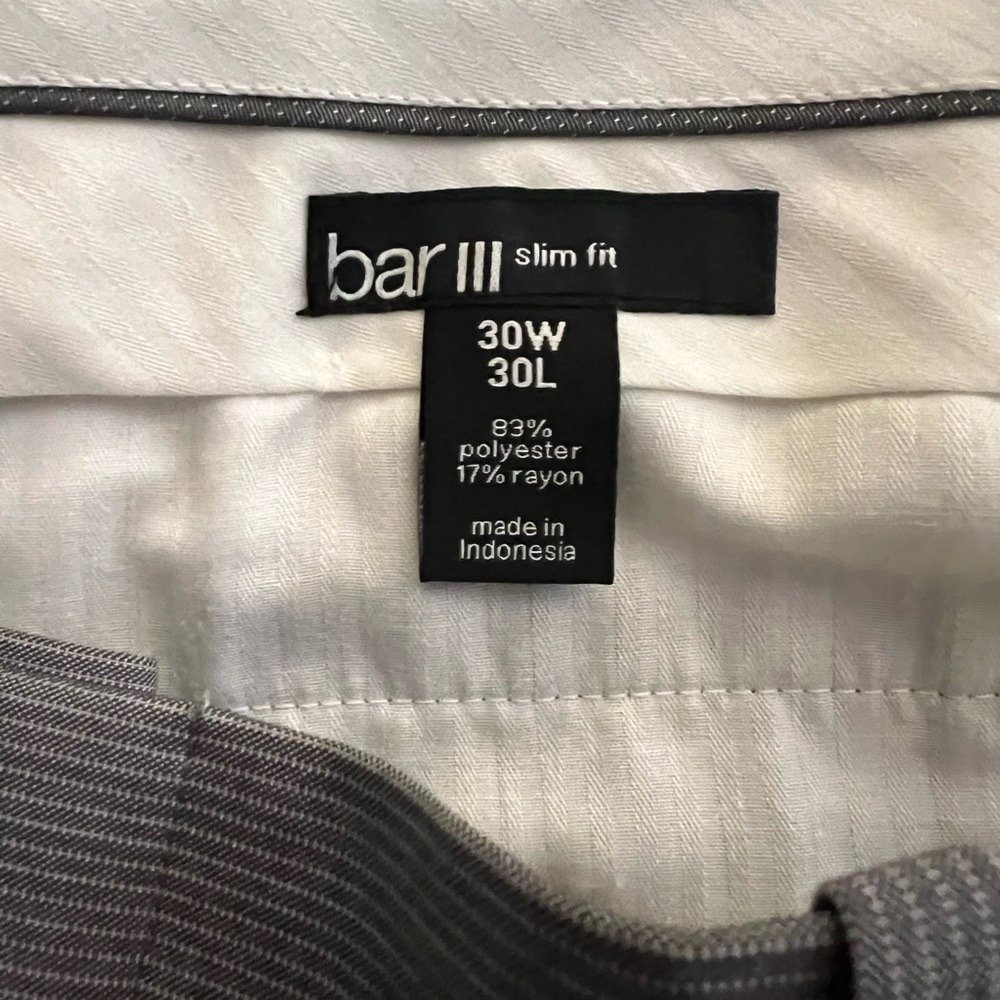 bar III slim fit
30W
30L
83%
polyester
17% rayon
made in
Indonesia